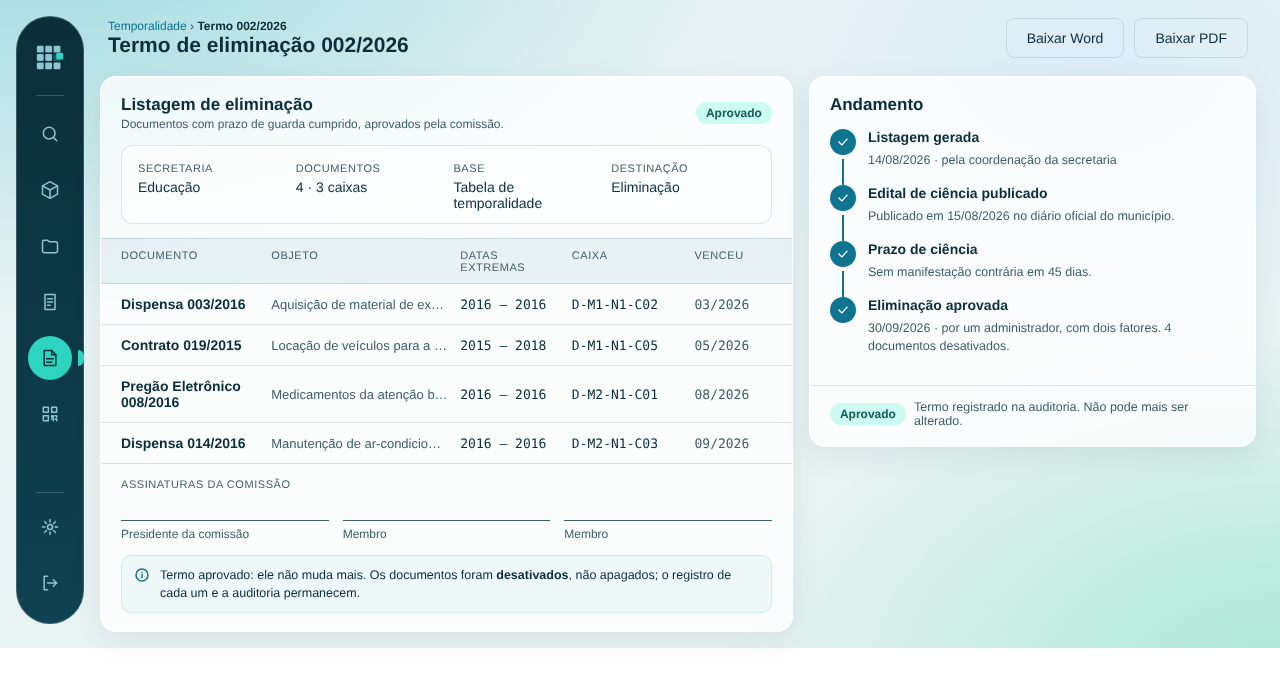 Temporalidade › Termo 002/2026
Termo de eliminação 002/2026
Baixar Word
Baixar PDF
Listagem de eliminação
Documentos com prazo de guarda cumprido, aprovados pela comissão.
Aprovado
SECRETARIA
DOCUMENTOS
BASE
DESTINAÇÃO
Educação
4 · 3 caixas
Tabela de
temporalidade
Eliminação
DOCUMENTO
OBJETO
DATAS
EXTREMAS
CAIXA
VENCEU
Dispensa 003/2016
Aquisição de material de ex…
2016 – 2016
D-M1-N1-C02
03/2026
Contrato 019/2015
Locação de veículos para a …
2015 – 2018
D-M1-N1-C05
05/2026
Pregão Eletrônico
008/2016
Medicamentos da atenção b…
2016 – 2016
D-M2-N1-C01
08/2026
Dispensa 014/2016
Manutenção de ar-condicio…
2016 – 2016
D-M2-N1-C03
09/2026
ASSINATURAS DA COMISSÃO
Presidente da comissão
Membro
Membro
Termo aprovado: ele não muda mais. Os documentos foram desativados, não apagados; o registro de
cada um e a auditoria permanecem.
Andamento
Listagem gerada
14/08/2026 · pela coordenação da secretaria
Edital de ciência publicado
Publicado em 15/08/2026 no diário oficial do município.
Prazo de ciência
Sem manifestação contrária em 45 dias.
Eliminação aprovada
30/09/2026 · por um administrador, com dois fatores. 4
documentos desativados.
Aprovado
Termo registrado na auditoria. Não pode mais ser
alterado.